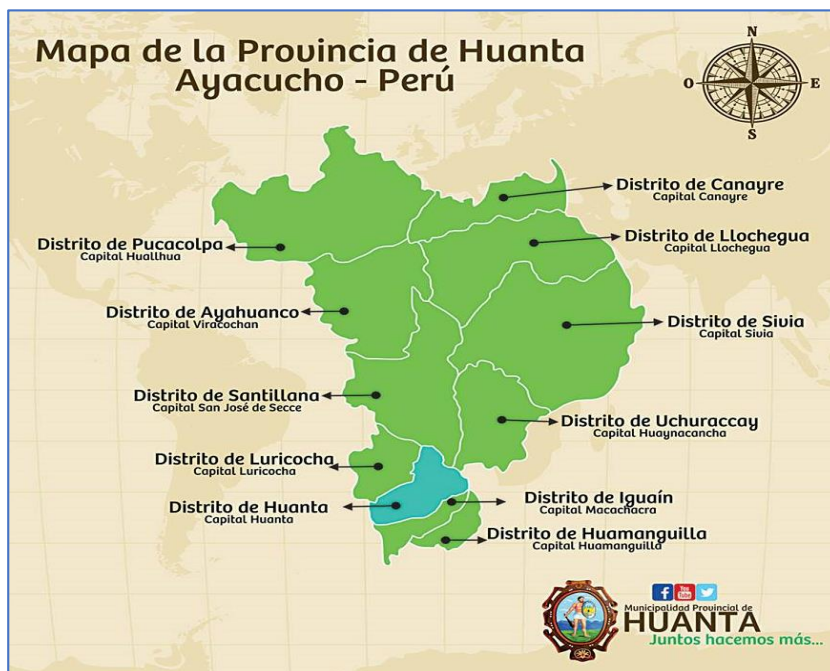 Mapa de la Provincia de Huanta
Ayacucho - Perú
N
O
E
S
Distrito de Canayre
Capital Canayre
Distrito de Llochegua
Capital Llochegua
Distrito de Pucacolpa
Capital Huallhua
Distrito de Ayahuanco
Capital Viracochan
Distrito de Sivia
Capital Sivia
Distrito de Santillana
Capital San José de Secce
Distrito de Uchuraccay
Capital Huaynacancha
Distrito de Luricocha
Capital Luricocha
Distrito de Huanta
Capital Huanta
Distrito de Iguaín
Capital Macachacra
Distrito de Huamanguilla
Capital Huamanguilla
f
You
Tube
Municipalidad Provincial de
HUANTA
Juntos hacemos más...